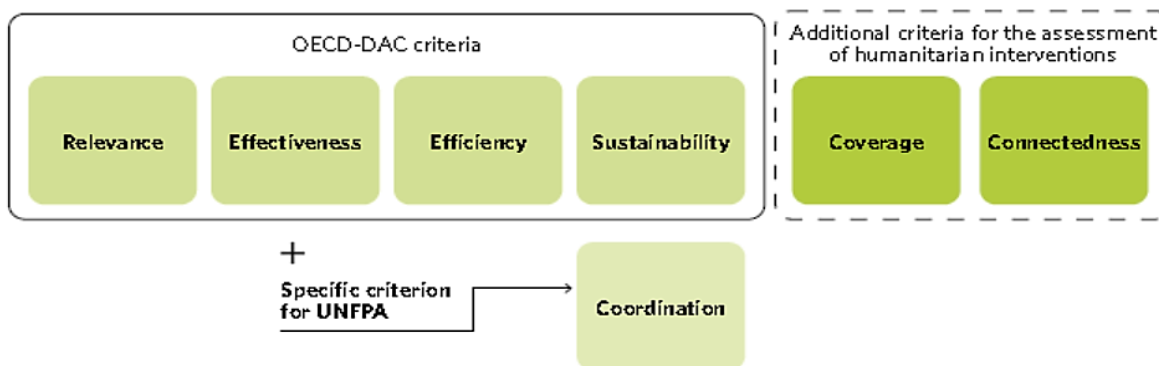 OECD-DAC criteria
Additional criteria for the assessment
of humanitarian interventions
Relevance
Effectiveness
Efficiency
Sustainability
Coverage
Connectedness
+
Specific criterion
for UNFPA
Coordination